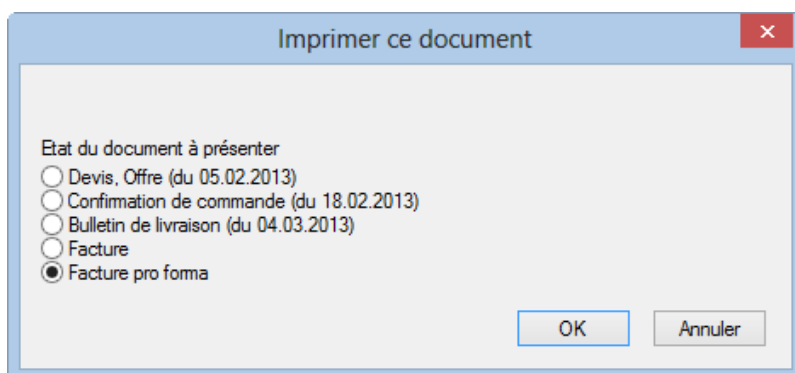 Imprimer ce document
Etat du document à présenter
Devis, Offre (du 05.02.2013)
Confirmation de commande (du 18.02.2013)
Bulletin de livraison (du 04.03.2013)
Facture
Facture pro forma
OK
Annuler